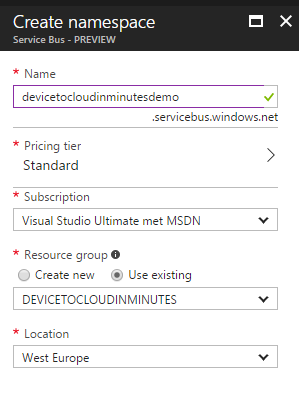 Create namespace
Service Bus - PREVIEW
* Name
devicetocloudinminutesdemo
.servicebus.windows.net
* Pricing tier
Standard
* Subscription
Visual Studio Ultimate met MSDN
* Resource group
Create new Use existing
DEVICETOCLOUDINMINUTES
* Location
West Europe